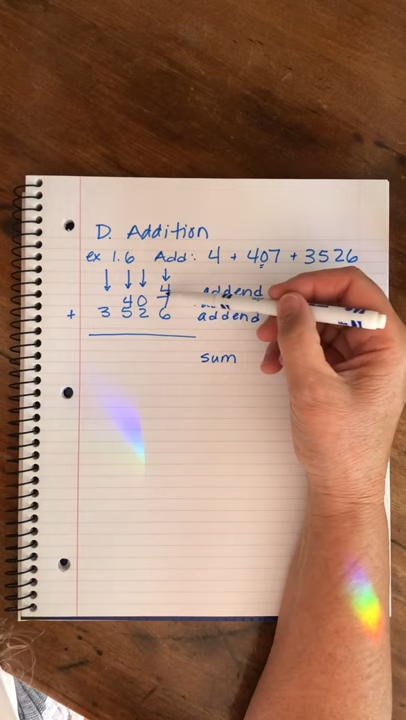 D. Addition
ex 1.6 Add: 4 + 407 + 3526
↓ ↓ ↓ ↓
4 addend
407 "
+ 3526 addend
sum